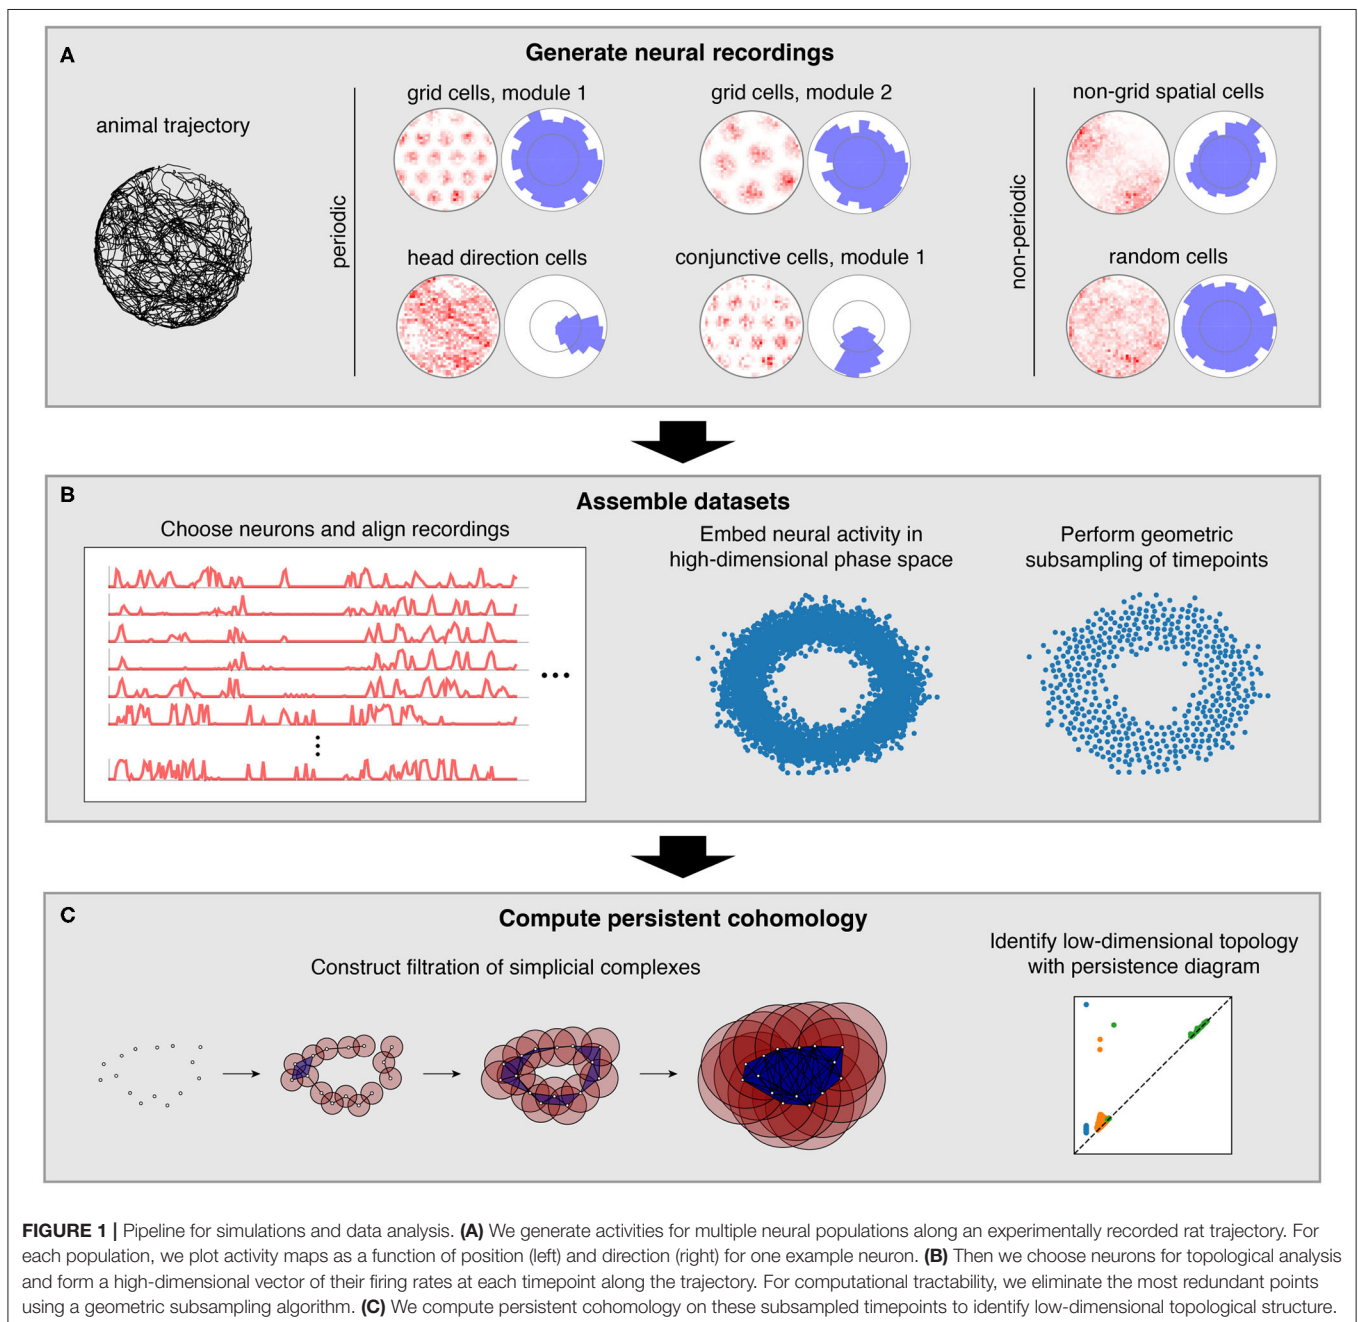 A
Generate neural recordings
animal trajectory
periodic
grid cells, module 1
grid cells, module 2
head direction cells
conjunctive cells, module 1
non-periodic
non-grid spatial cells
random cells
B
Assemble datasets
Choose neurons and align recordings
Embed neural activity in
high-dimensional phase space
Perform geometric
subsampling of timepoints
C
Compute persistent cohomology
Construct filtration of simplicial complexes
Identify low-dimensional topology
with persistence diagram
FIGURE 1 | Pipeline for simulations and data analysis. (A) We generate activities for multiple neural populations along an experimentally recorded rat trajectory. For
each population, we plot activity maps as a function of position (left) and direction (right) for one example neuron. (B) Then we choose neurons for topological analysis
and form a high-dimensional vector of their firing rates at each timepoint along the trajectory. For computational tractability, we eliminate the most redundant points
using a geometric subsampling algorithm. (C) We compute persistent cohomology on these subsampled timepoints to identify low-dimensional topological structure.